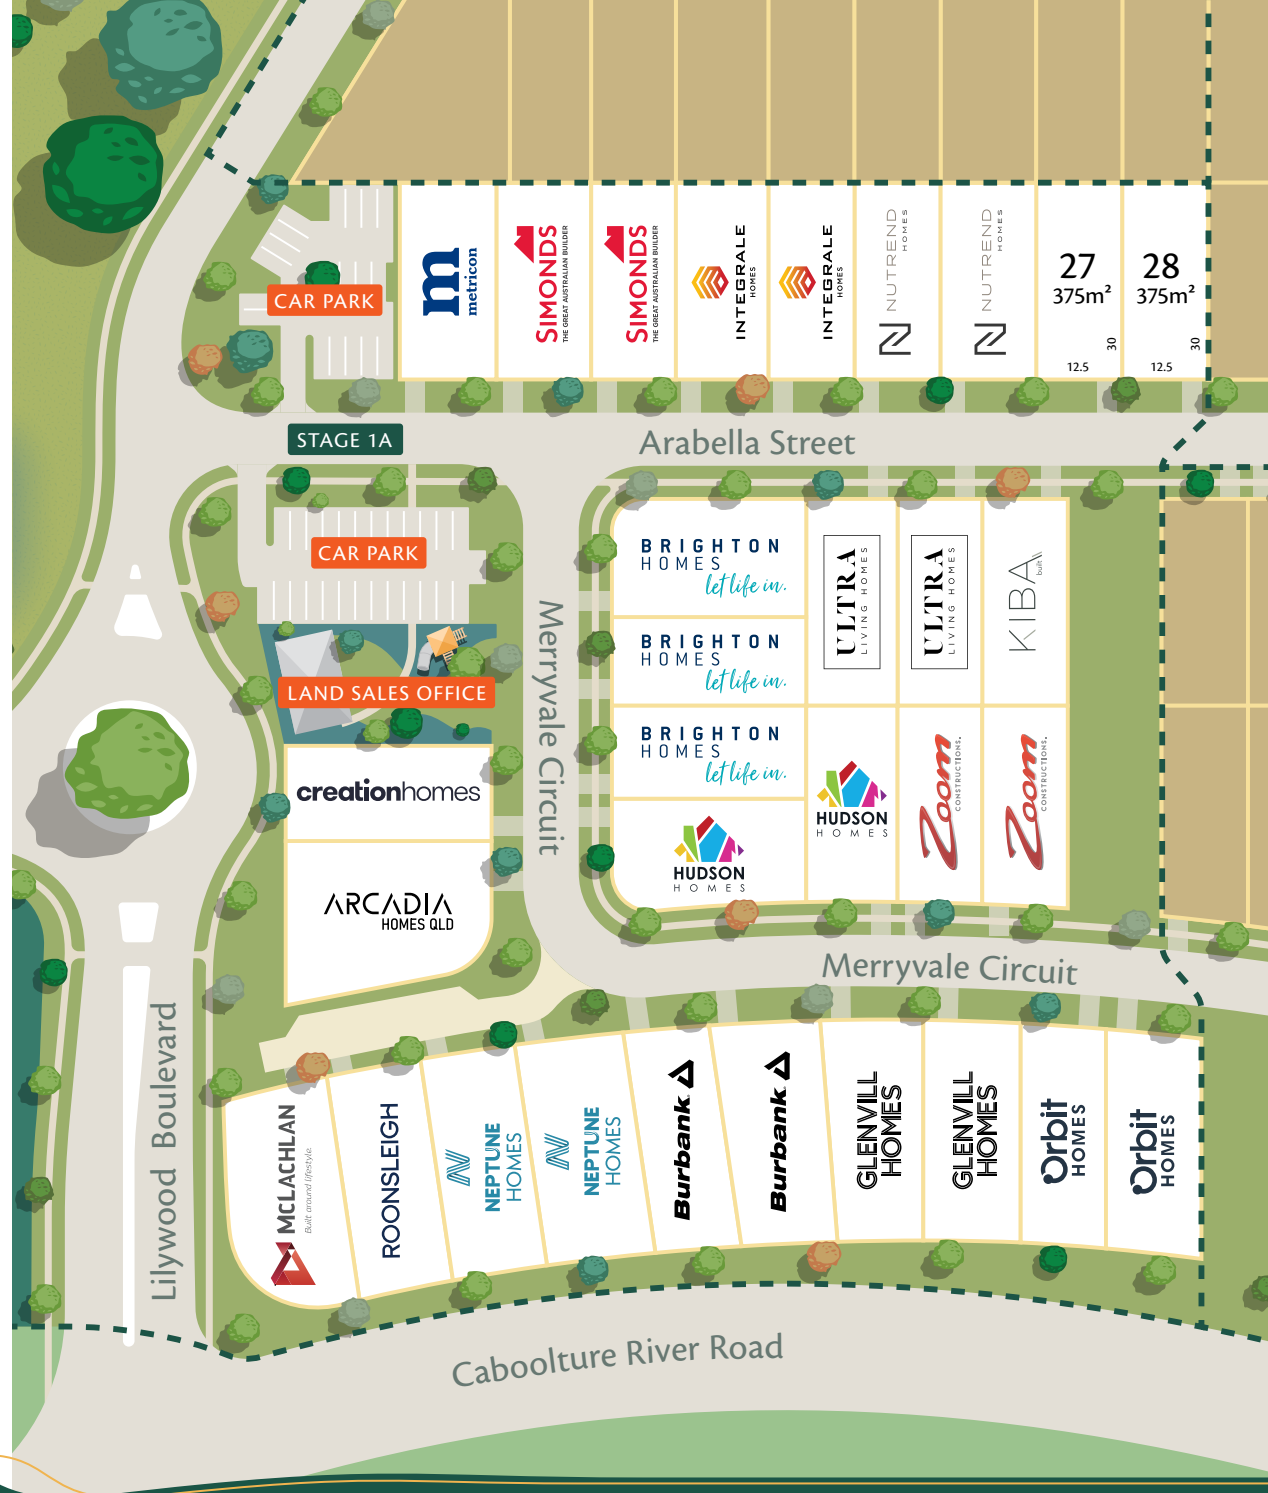 CAR PARK
m
metricon
SIMONDS
THE GREAT AUSTRALIAN BUILDER
SIMONDS
THE GREAT AUSTRALIAN BUILDER
INTEGRALE
HOMES
INTEGRALE
HOMES
NUTREND
HOMES
NUTREND
HOMES
27
375m²
30
12.5
28
375m²
30
12.5
STAGE 1A
Arabella Street
CAR PARK
LAND SALES OFFICE
Merryvale Circuit
BRIGHTON
HOMES
let life in.
BRIGHTON
HOMES
let life in.
BRIGHTON
HOMES
let life in.
ULTRA
LIVING HOMES
ULTRA
LIVING HOMES
KIBA
built
creationhomes
ARCADIA
HOMES QLD
HUDSON
HOMES
HUDSON
HOMES
Zoom
CONSTRUCTIONS.
Zoom
CONSTRUCTIONS.
Merryvale Circuit
Lilywood Boulevard
MCLACHLAN
Built around lifestyle.
ROONSLEIGH
NEPTUNE
HOMES
NEPTUNE
HOMES
Burbank
Burbank
GLENVILL
HOMES
GLENVILL
HOMES
Orbit
HOMES
Orbit
HOMES
Caboolture River Road